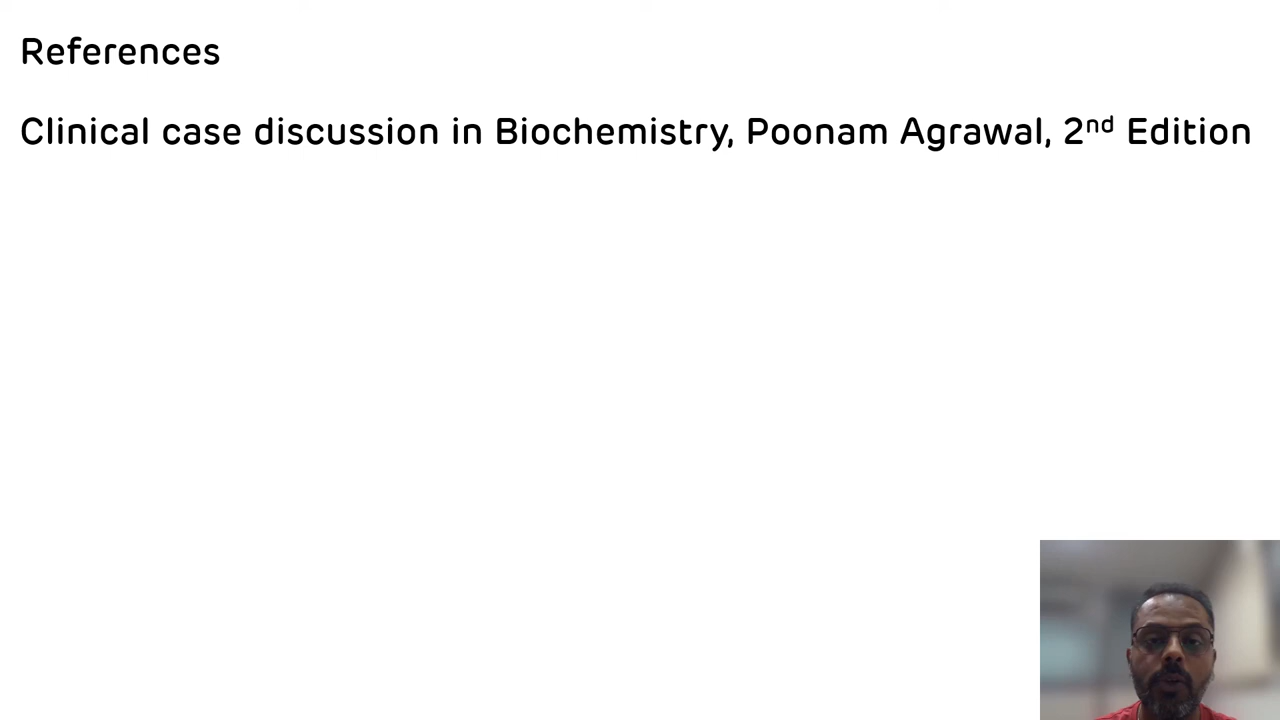 References
Clinical case discussion in Biochemistry, Poonam Agrawal, 2nd Edition